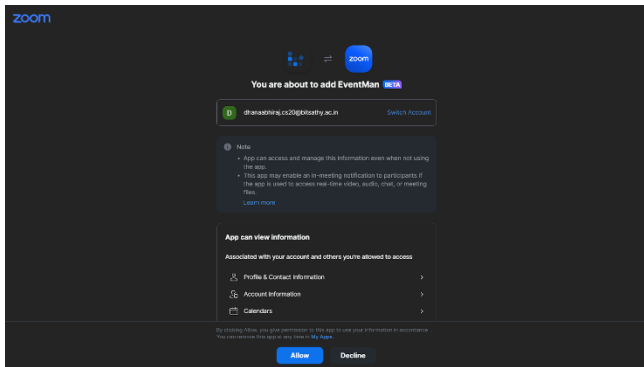 zoom
zoom
You are about to add EventMan BETA
D
dhanaabhiraj.cs20@bitsathy.ac.in Switch Account
Note
• App can access and manage this information even when not using
the app.
• This app may enable an in-meeting notification to participants if
the app is used to access real-time video, audio, chat, or meeting
files.
Learn more
App can view information
Associated with your account and others you're allowed to access
Profile & Contact Information
Account Information
Calendars
By clicking Allow, you give permission to this app to use your information in accordance.
You can remove this app at any time in My Apps.
Allow Decline